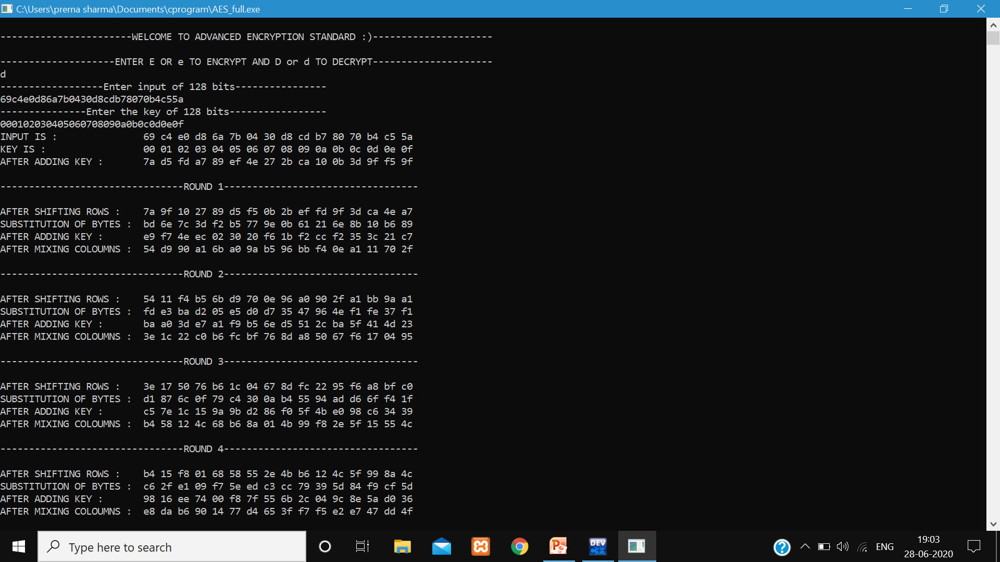 C:\Users\prerna sharma\Documents\cprogram\AES_full.exe
-----------------------WELCOME TO ADVANCED ENCRYPTION STANDARD :)---------------------
--------------------ENTER E OR e TO ENCRYPT AND D or d TO DECRYPT---------------------
d
------------------Enter input of 128 bits----------------
69c4e0d86a7b0430d8cdb78070b4c55a
---------------Enter the key of 128 bits-----------------
000102030405060708090a0b0c0d0e0f
INPUT IS : 69 c4 e0 d8 6a 7b 04 30 d8 cd b7 80 70 b4 c5 5a
KEY IS : 00 01 02 03 04 05 06 07 08 09 0a 0b 0c 0d 0e 0f
AFTER ADDING KEY : 7a d5 fd a7 89 ef 4e 27 2b ca 10 0b 3d 9f f5 9f
--------------------------------ROUND 1----------------------------------
AFTER SHIFTING ROWS : 7a 9f 10 27 89 d5 f5 0b 2b ef fd 9f 3d ca 4e a7
SUBSTITUTION OF BYTES : bd 6e 7c 3d f2 b5 77 9e 0b 61 21 6e 8b 10 b6 89
AFTER ADDING KEY : e9 f7 4e ec 02 30 20 f6 1b f2 cc f2 35 3c 21 c7
AFTER MIXING COLOUMNS : 54 d9 90 a1 6b a0 9a b5 96 bb f4 0e a1 11 70 2f
--------------------------------ROUND 2----------------------------------
AFTER SHIFTING ROWS : 54 11 f4 b5 6b d9 70 0e 96 a0 90 2f a1 bb 9a a1
SUBSTITUTION OF BYTES : fd e3 ba d2 05 e5 d0 d7 35 47 96 4e f1 fe 37 f1
AFTER ADDING KEY : ba a0 3d e7 a1 f9 b5 6e d5 51 2c ba 5f 41 4d 23
AFTER MIXING COLOUMNS : 3e 1c 22 c0 b6 fc bf 76 8d a8 50 67 f6 17 04 95
--------------------------------ROUND 3----------------------------------
AFTER SHIFTING ROWS : 3e 17 50 76 b6 1c 04 67 8d fc 22 95 f6 a8 bf c0
SUBSTITUTION OF BYTES : d1 87 6c 0f 79 c4 30 0a b4 55 94 ad d6 6f f4 1f
AFTER ADDING KEY : c5 7e 1c 15 9a 9b d2 86 f0 5f 4b e0 98 c6 34 39
AFTER MIXING COLOUMNS : b4 58 12 4c 68 b6 8a 01 4b 99 f8 2e 5f 15 55 4c
--------------------------------ROUND 4----------------------------------
AFTER SHIFTING ROWS : b4 15 f8 01 68 58 55 2e 4b b6 12 4c 5f 99 8a 4c
SUBSTITUTION OF BYTES : c6 2f e1 09 f7 5e ed c3 cc 79 39 5d 84 f9 cf 5d
AFTER ADDING KEY : 98 16 ee 74 00 f8 7f 55 6b 2c 04 9c 8e 5a d0 36
AFTER MIXING COLOUMNS : e8 da b6 90 14 77 d4 65 3f f7 f5 e2 e7 47 dd 4f
Type here to search
DEV
C++
ENG
19:03
28-06-2020